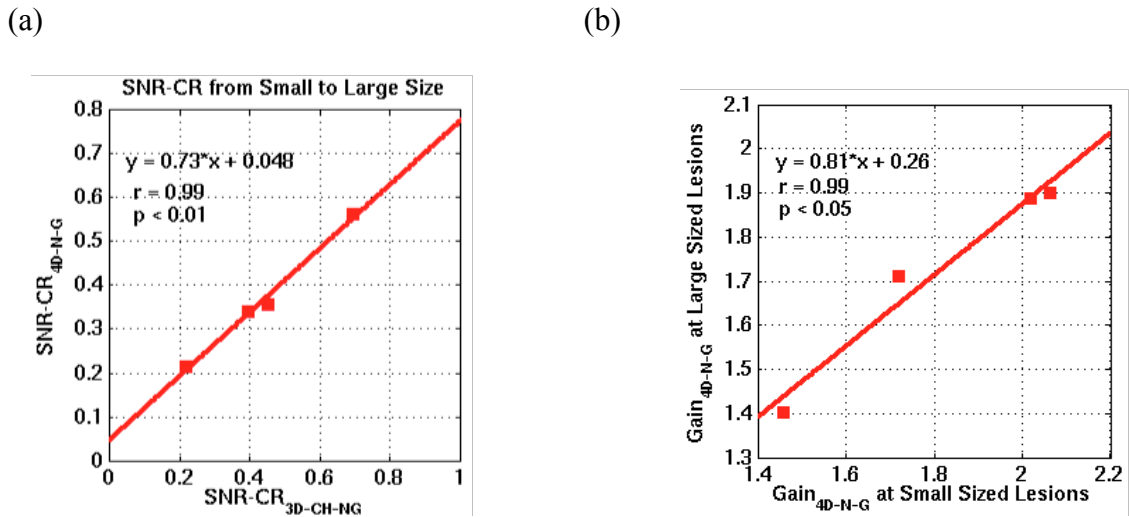 (a)
SNR-CR from Small to Large Size
0.8
0.7
0.6
0.5
0.4
0.3
0.2
0.1
0
y = 0.73*x + 0.048
r = 0.99
p < 0.01
SNR-CR4D-N-G
0 0.2 0.4 0.6 0.8 1
SNR-CR3D-CH-NG
(b)
2.1
2
1.9
1.8
1.7
1.6
1.5
1.4
1.3
y = 0.81*x + 0.26
r = 0.99
p < 0.05
Gain4D-N-G at Large Sized Lesions
1.4 1.6 1.8 2 2.2
Gain4D-N-G at Small Sized Lesions